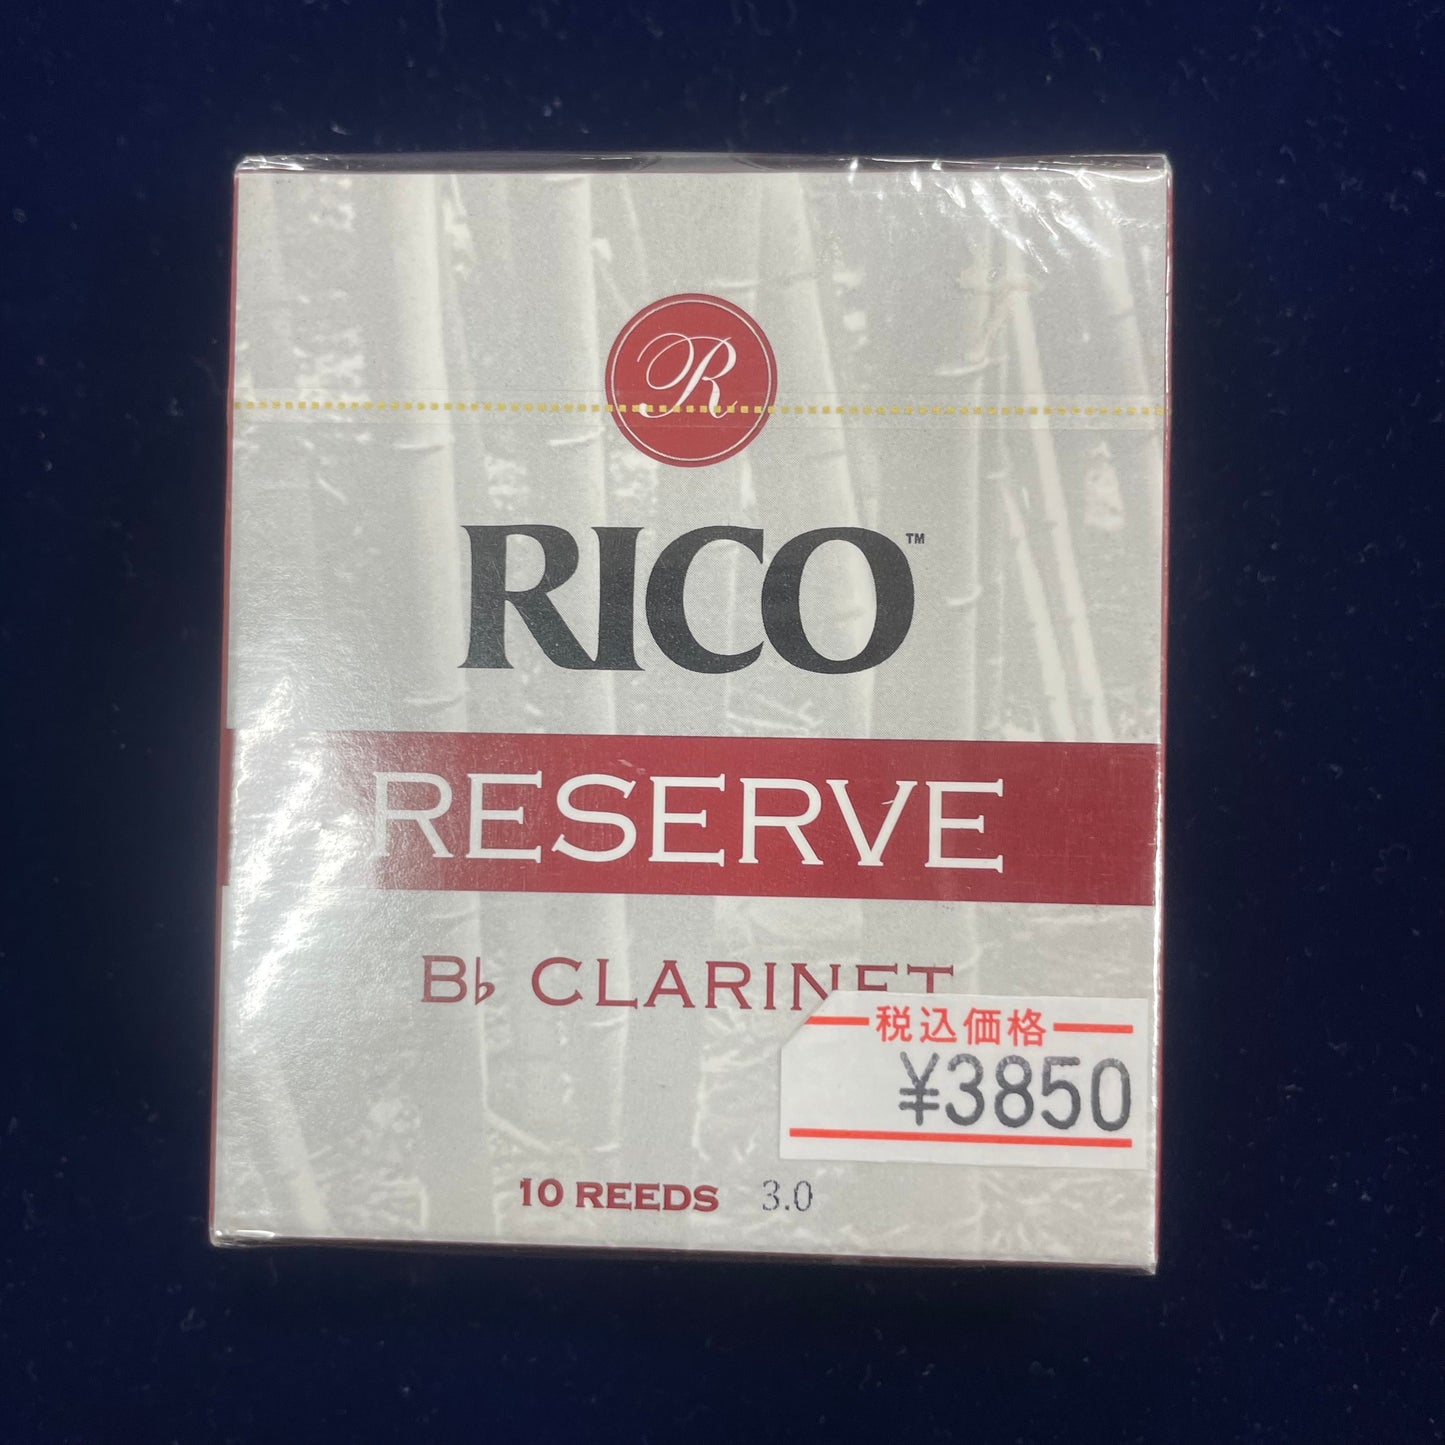 R
RICO™
RESERVE
B♭ CLARINET
税込価格
¥3850
10 REEDS 3.0